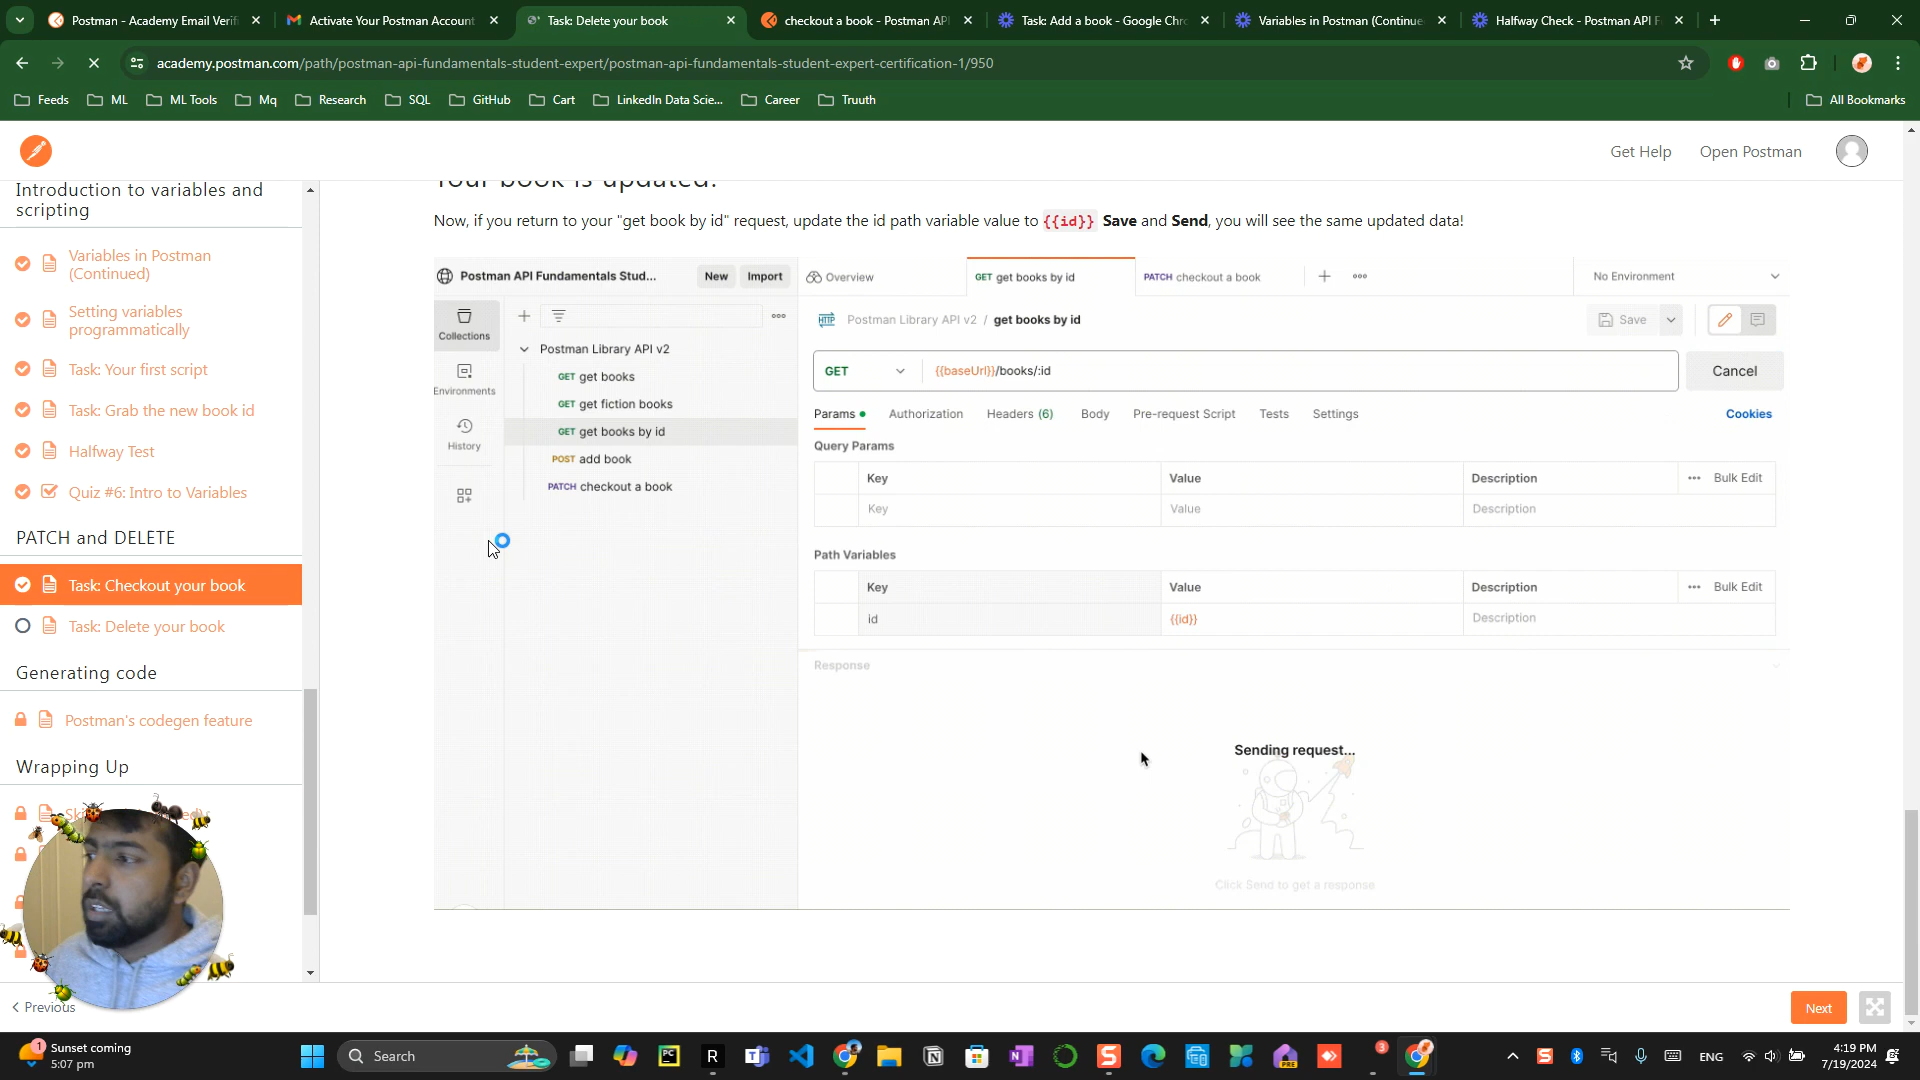 Postman - Academy Email Verifi
Activate Your Postman Account
Task: Delete your book
checkout a book - Postman API
Task: Add a book - Google Chro
Variables in Postman (Continue
Halfway Check - Postman API F
academy.postman.com/path/postman-api-fundamentals-student-expert/postman-api-fundamentals-student-expert-certification-1/950
Feeds
ML
ML Tools
Mq
Research
SQL
GitHub
Cart
LinkedIn Data Scie...
Career
Truuth
All Bookmarks
Get Help
Open Postman
Introduction to variables and
scripting
Variables in Postman
(Continued)
Setting variables
programmatically
Task: Your first script
Task: Grab the new book id
Halfway Test
Quiz #6: Intro to Variables
PATCH and DELETE
Task: Checkout your book
Task: Delete your book
Generating code
Postman's codegen feature
Wrapping Up
Your book is updated!
Now, if you return to your "get book by id" request, update the id path variable value to {{id}} Save and Send, you will see the same updated data!
Postman API Fundamentals Stud...
New
Import
Overview
GET get books by id
PATCH checkout a book
No Environment
Collections
Environments
History
Postman Library API v2
GET get books
GET get fiction books
GET get books by id
POST add book
PATCH checkout a book
HTTP
Postman Library API v2 / get books by id
Save
GET
{{baseUrl}}/books/:id
Cancel
Params
Authorization
Headers (6)
Body
Pre-request Script
Tests
Settings
Cookies
Query Params
Key
Value
Description
Bulk Edit
Key
Value
Description
Path Variables
Key
Value
Description
Bulk Edit
id
{{id}}
Description
Response
Sending request...
Click Send to get a response
Previous
Next
1
Sunset coming
5:07 pm
Search
PC
R
PRE
3
ENG
4:19 PM
7/19/2024